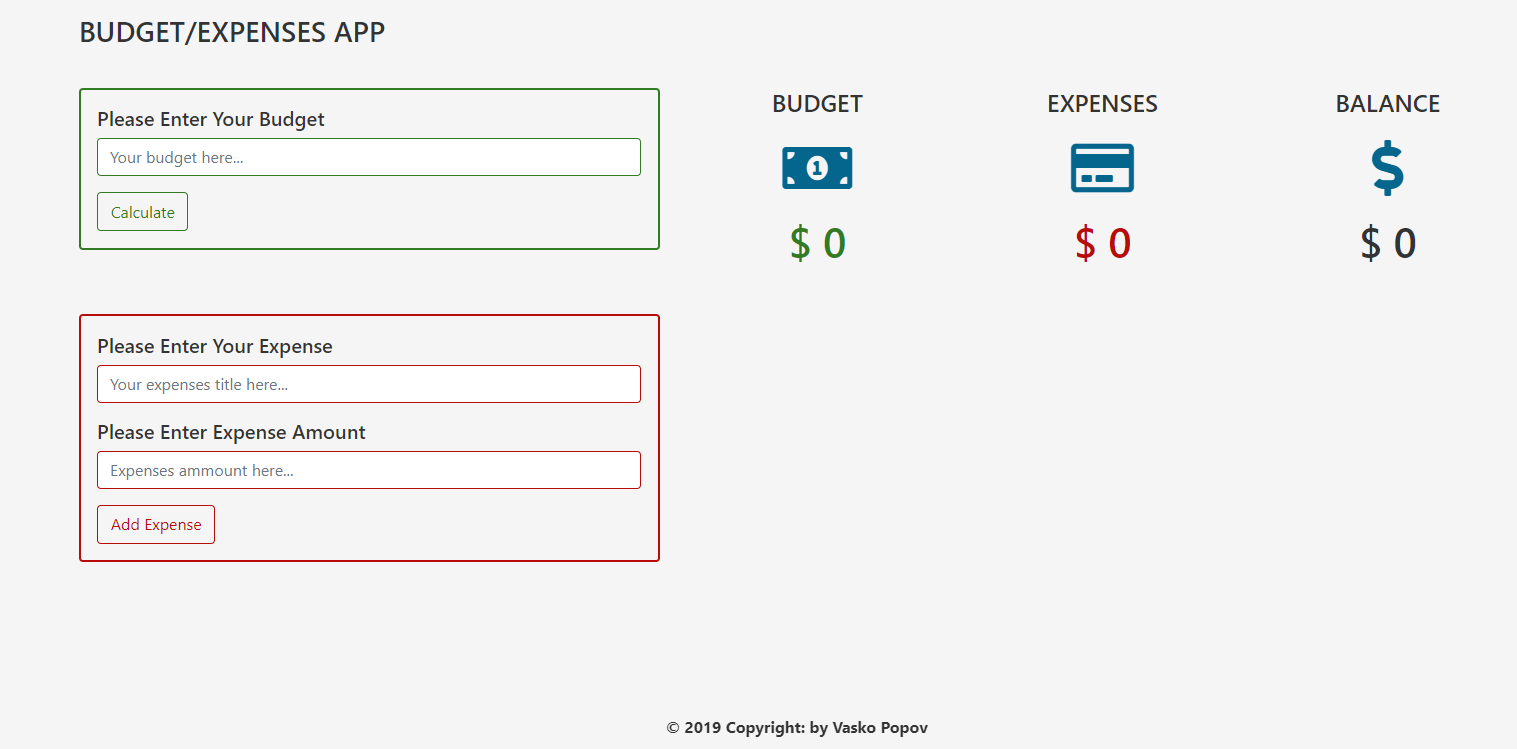 BUDGET/EXPENSES APP
Please Enter Your Budget
Your budget here...
Calculate
BUDGET
EXPENSES
BALANCE
1
$
$ 0
$ 0
$ 0
Please Enter Your Expense
Your expenses title here...
Please Enter Expense Amount
Expenses ammount here...
Add Expense
© 2019 Copyright: by Vasko Popov